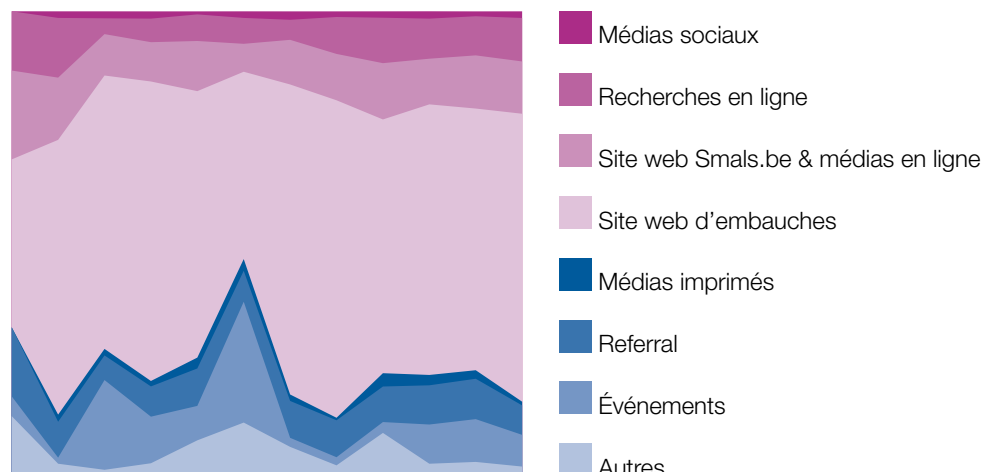 Médias sociaux
Recherches en ligne
Site web Smals.be & médias en ligne
Site web d’embauches
Médias imprimés
Referral
Événements
Autres